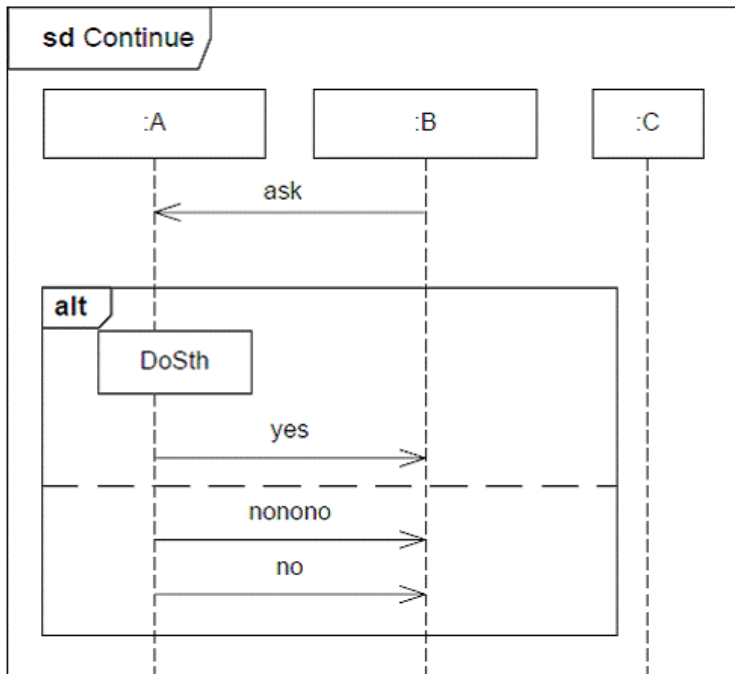 sd Continue
:A
:B
:C
ask
alt
DoSth
yes
nonono
no